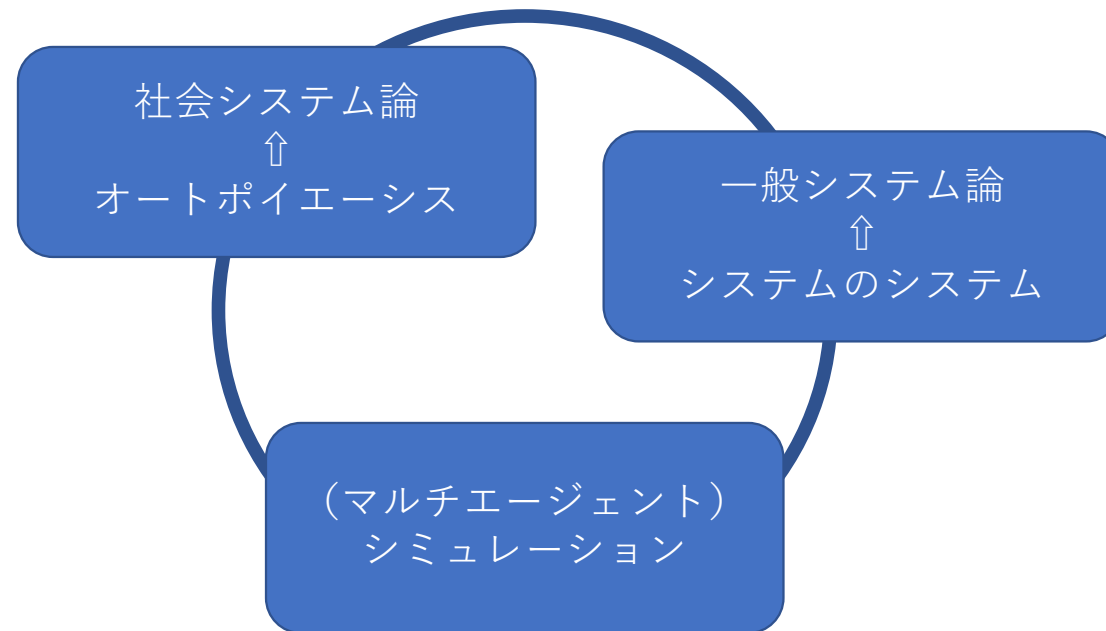 社会システム論
⇧
オートポイエーシス
一般システム論
⇧
システムのシステム
（マルチエージェント）
シミュレーション